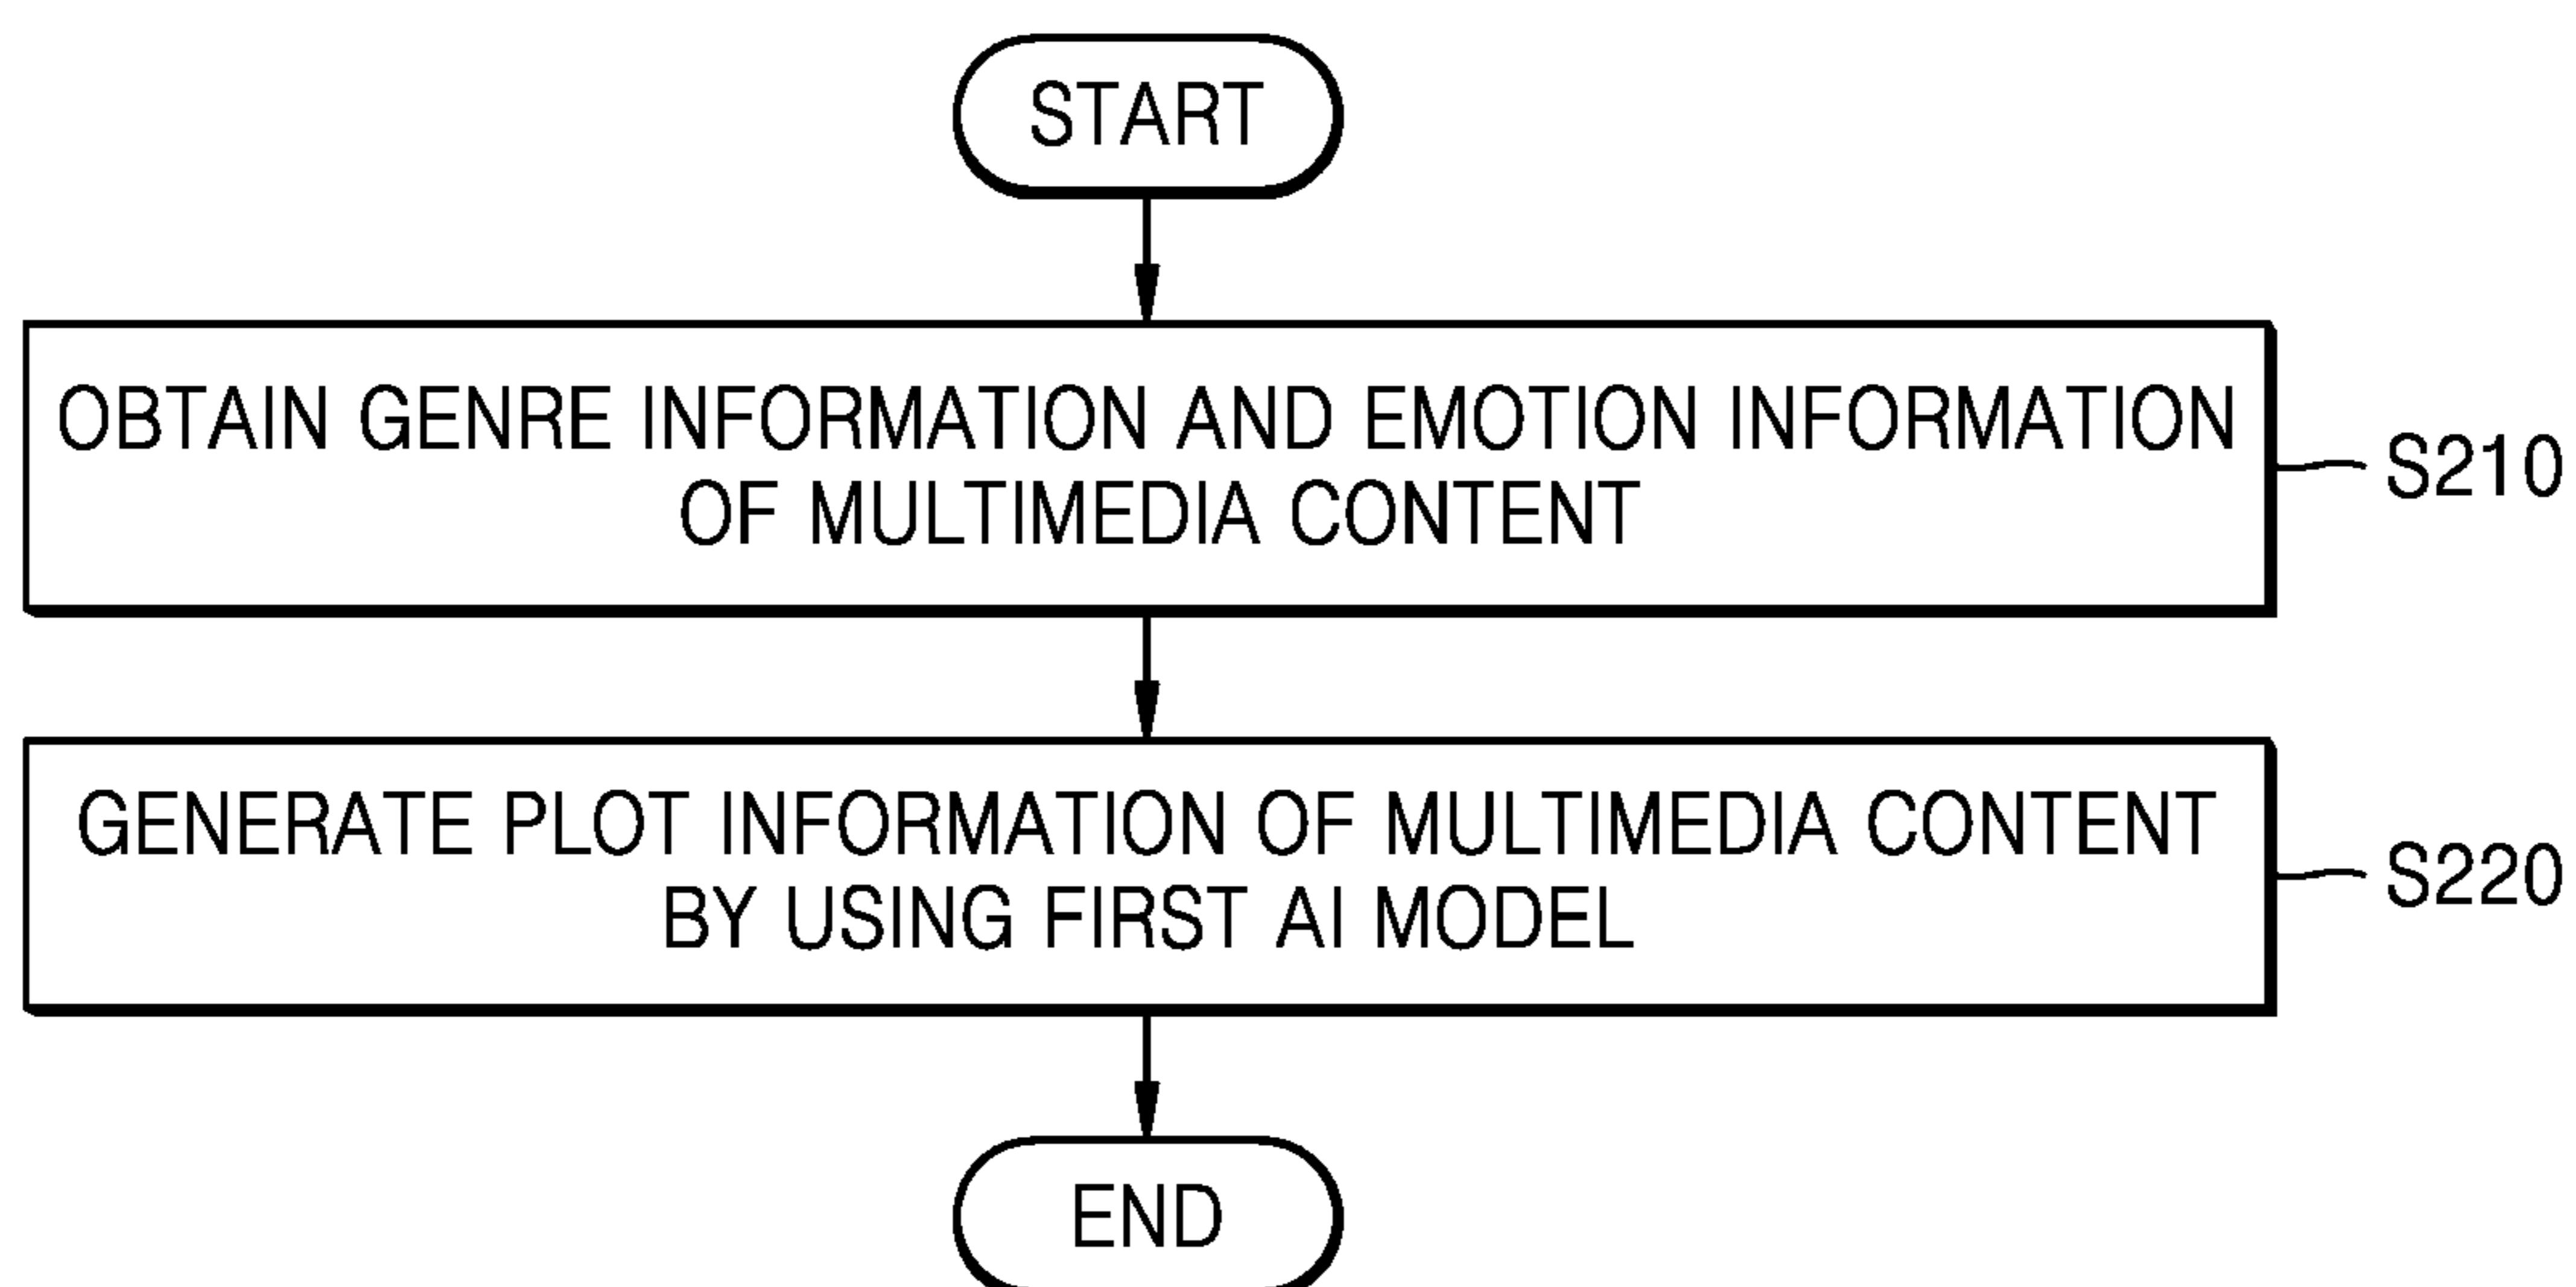 START
OBTAIN GENRE INFORMATION AND EMOTION INFORMATION
OF MULTIMEDIA CONTENT
S210
GENERATE PLOT INFORMATION OF MULTIMEDIA CONTENT
BY USING FIRST AI MODEL
S220
END